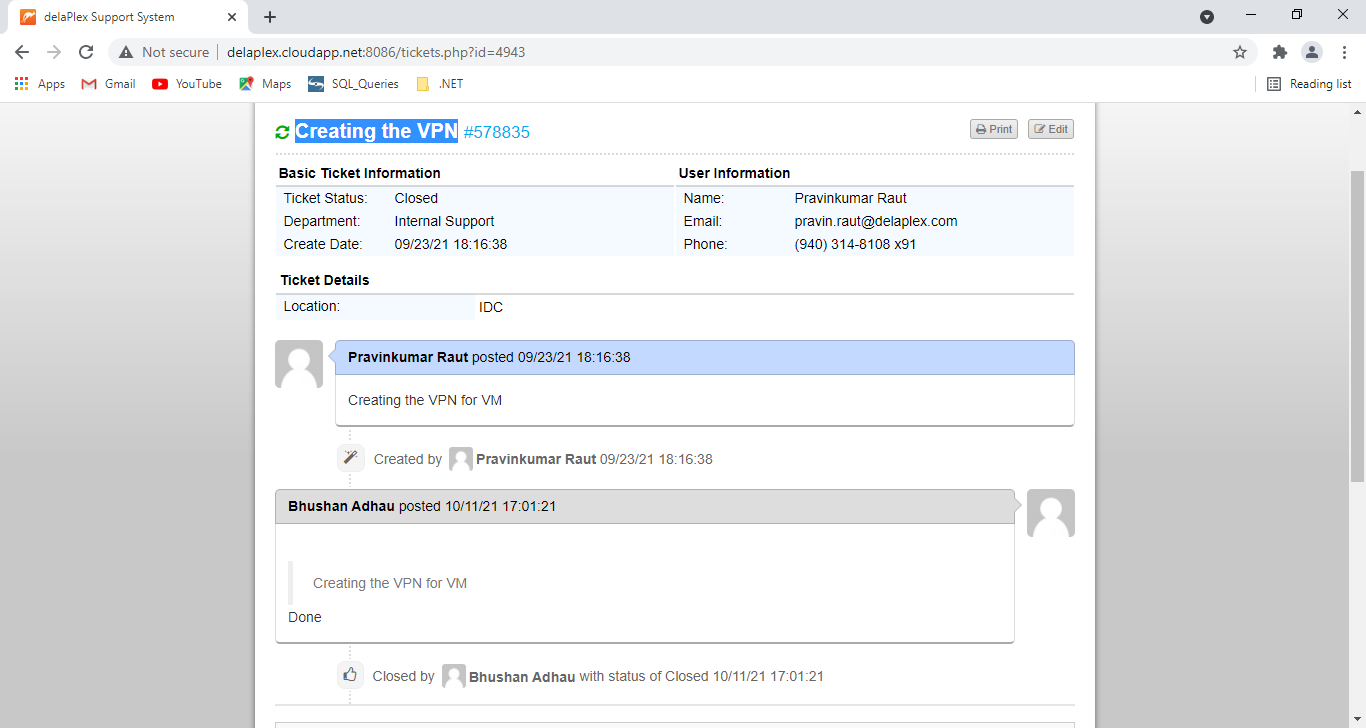 delaPlex Support System
Not secure delaplex.cloudapp.net:8086/tickets.php?id=4943
Apps Gmail YouTube Maps SQL_Queries .NET Reading list
Creating the VPN #578835 Print Edit
Basic Ticket Information User Information
Ticket Status: Closed Name: Pravinkumar Raut
Department: Internal Support Email: pravin.raut@delaplex.com
Create Date: 09/23/21 18:16:38 Phone: (940) 314-8108 x91
Ticket Details
Location: IDC
Pravinkumar Raut posted 09/23/21 18:16:38
Creating the VPN for VM
Created by Pravinkumar Raut 09/23/21 18:16:38
Bhushan Adhau posted 10/11/21 17:01:21
Creating the VPN for VM
Done
Closed by Bhushan Adhau with status of Closed 10/11/21 17:01:21